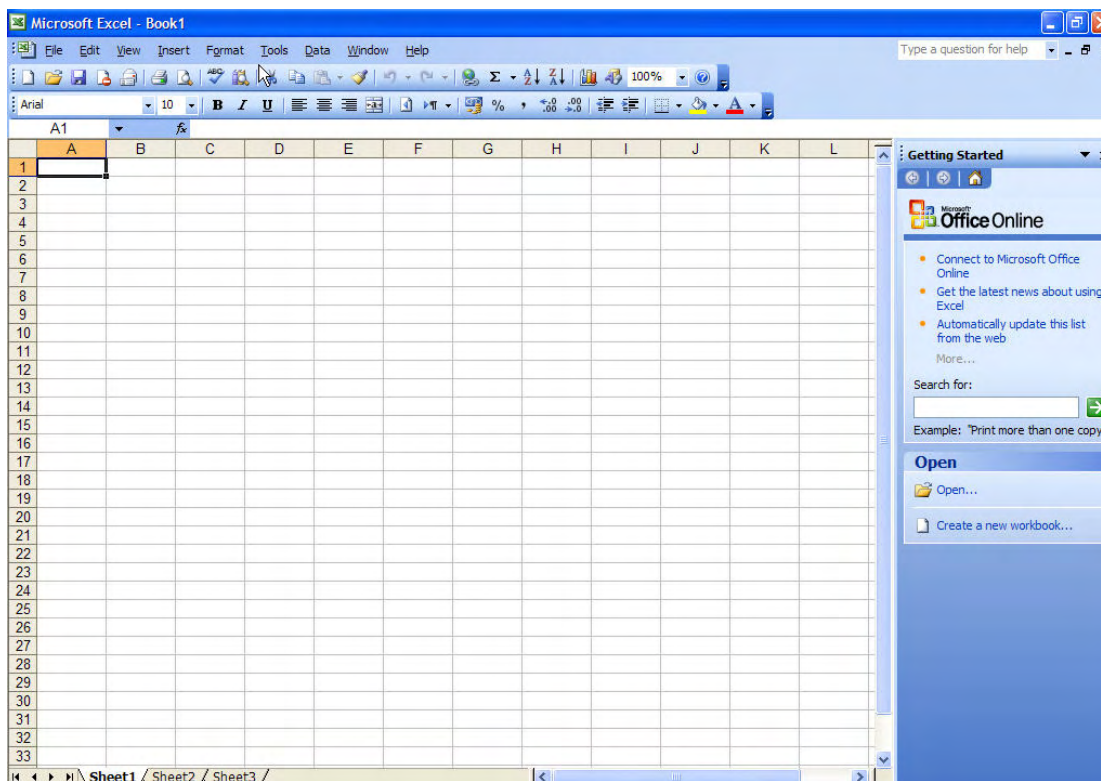 Microsoft Excel - Book1
File Edit View Insert Format Tools Data Window Help Type a question for help
ABC Σ A Z Z A 100%
Arial 10 B I U % , .00 .00 A
A1 fx
A B C D E F G H I J K L
1
2
3
4
5
6
7
8
9
10
11
12
13
14
15
16
17
18
19
20
21
22
23
24
25
26
27
28
29
30
31
32
33
Sheet1 / Sheet2 / Sheet3 /
Getting Started
Microsoft
Office Online
Connect to Microsoft Office
Online
Get the latest news about using
Excel
Automatically update this list
from the web
More...
Search for:
Example: "Print more than one copy
Open
Open...
Create a new workbook...